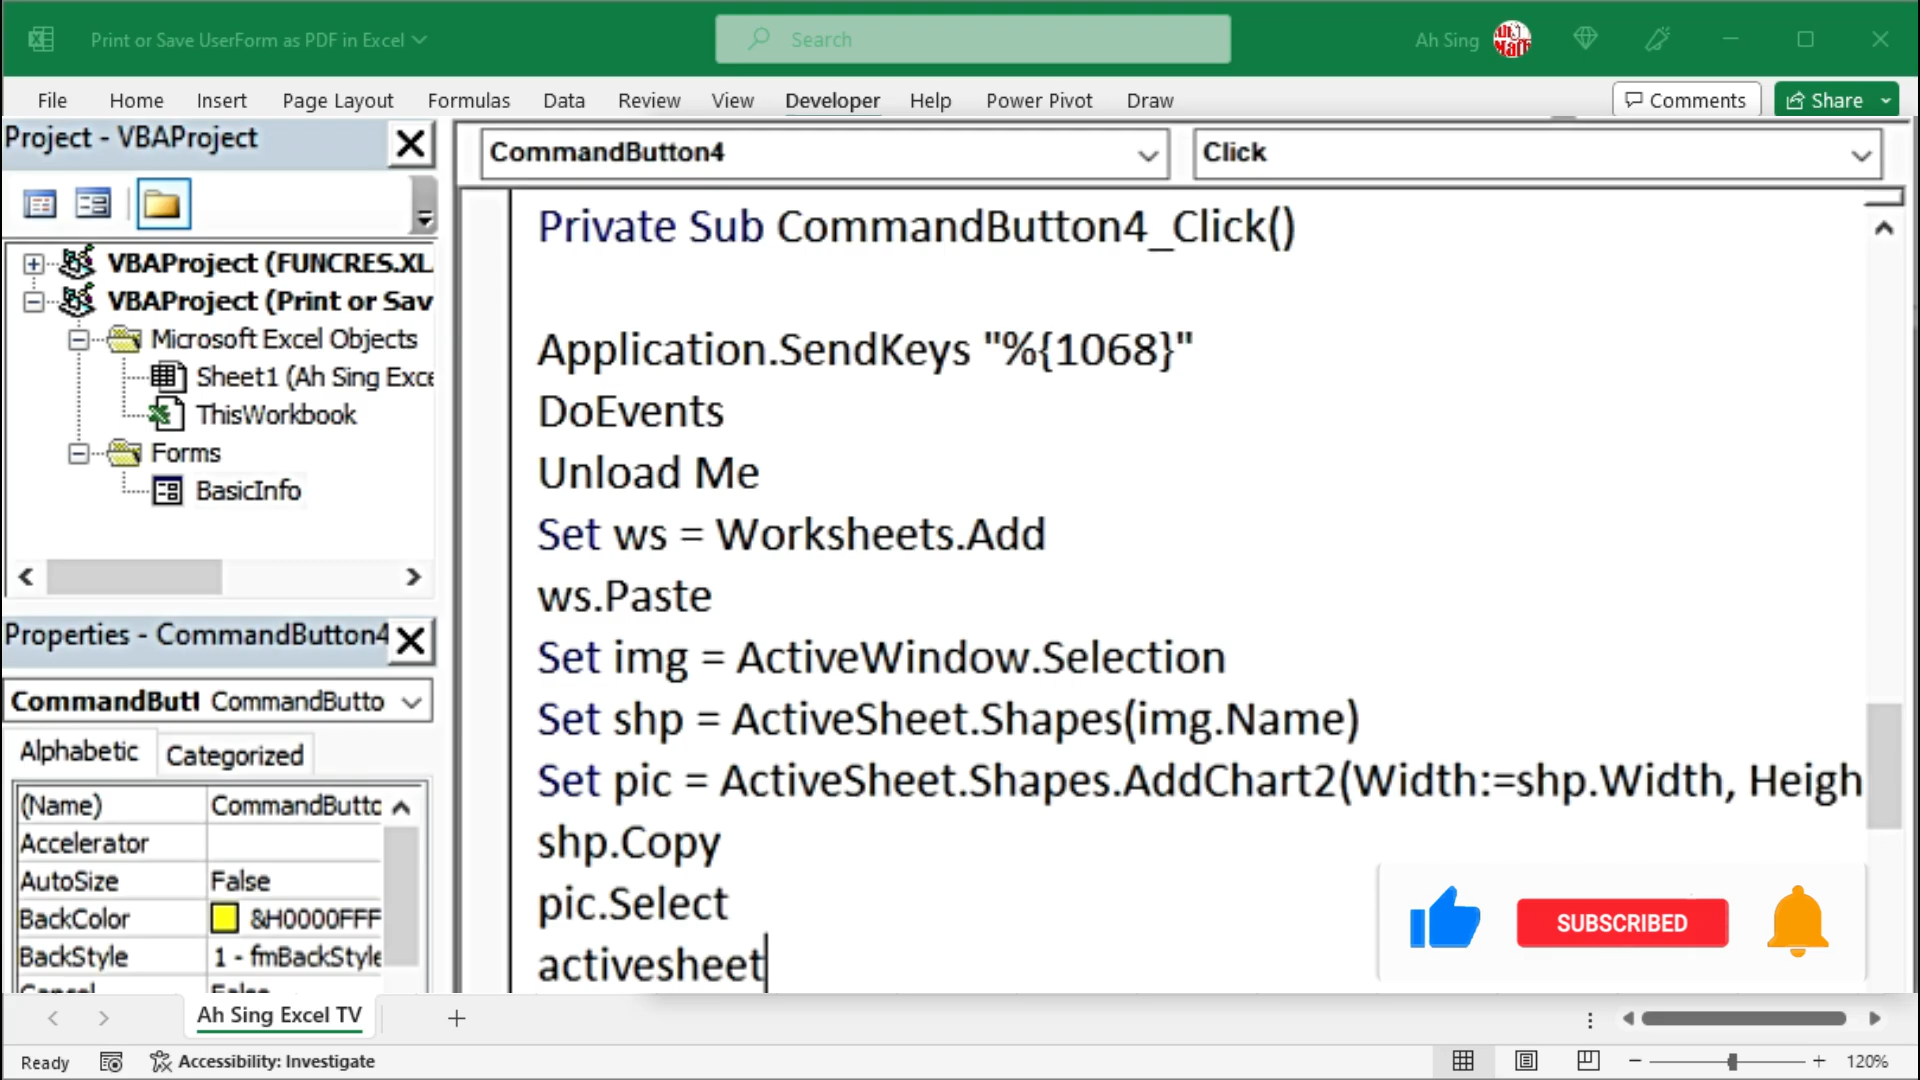 Print or Save UserForm as PDF in Excel
Search
Ah Sing
File Home Insert Page Layout Formulas Data Review View Developer Help Power Pivot Draw
Comments
Share
Project - VBAProject
CommandButton4
Click
VBAProject (FUNCRES.XL
VBAProject (Print or Sav
Microsoft Excel Objects
Sheet1 (Ah Sing Exce
ThisWorkbook
Forms
BasicInfo
Properties - CommandButton4
CommandButt CommandButto
Alphabetic Categorized
(Name) CommandButto
Accelerator
AutoSize False
BackColor &H0000FFF
BackStyle 1 - fmBackStyle
Cancel False
Private Sub CommandButton4_Click()
Application.SendKeys "%{1068}"
DoEvents
Unload Me
Set ws = Worksheets.Add
ws.Paste
Set img = ActiveWindow.Selection
Set shp = ActiveSheet.Shapes(img.Name)
Set pic = ActiveSheet.Shapes.AddChart2(Width:=shp.Width, Heigh
shp.Copy
pic.Select
activesheet
SUBSCRIBED
Ah Sing Excel TV
Ready
Accessibility: Investigate
120%